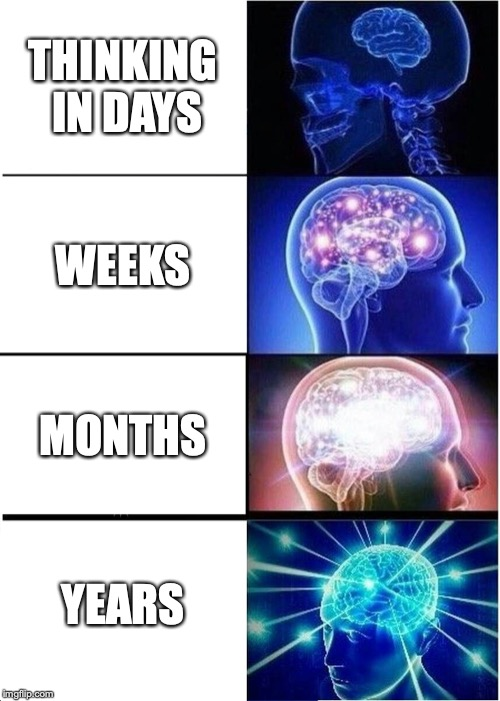 THINKING
IN DAYS
WEEKS
MONTHS
YEARS
imgflip.com